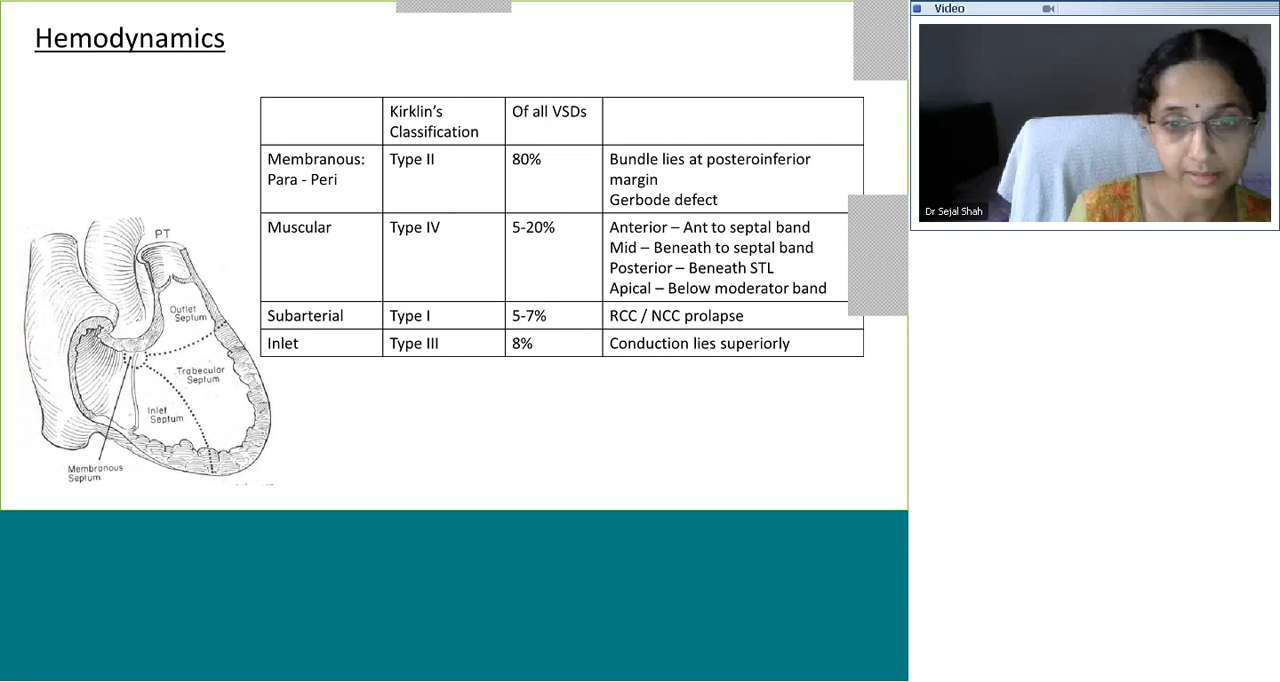 Hemodynamics
Kirklin's
Classification
Of all VSDs
Membranous:
Para - Peri
Type II
80%
Bundle lies at posteroinferior
margin
Gerbode defect
Muscular
Type IV
5-20%
Anterior – Ant to septal band
Mid – Beneath to septal band
Posterior – Beneath STL
Apical – Below moderator band
Subarterial
Type I
5-7%
RCC / NCC prolapse
Inlet
Type III
8%
Conduction lies superiorly
PT
Outlet
Septum
Trabecular
Septum
Inlet
Septum
Membranous
Septum
Video
Dr Sejal Shah